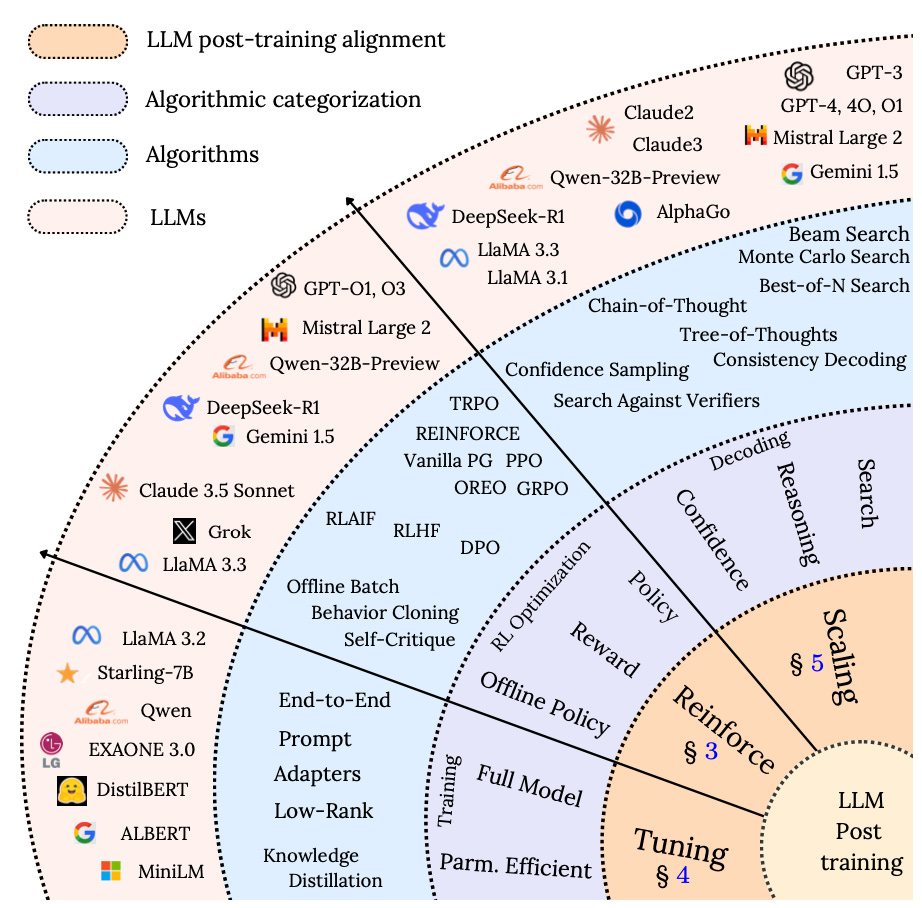 LLM post-training alignment
Algorithmic categorization
Algorithms
LLMs
GPT-3
GPT-4, 4O, O1
Mistral Large 2
Gemini 1.5
Claude2
Claude3
Alibaba.com
Qwen-32B-Preview
AlphaGo
DeepSeek-R1
LlaMA 3.3
LlaMA 3.1
Beam Search
Monte Carlo Search
Best-of-N Search
Chain-of-Thought
Tree-of-Thoughts
Consistency Decoding
Confidence Sampling
Search Against Verifiers
Decoding
Confidence
Reasoning
Search
Scaling
§ 5
GPT-O1, O3
Mistral Large 2
Alibaba.com
Qwen-32B-Preview
DeepSeek-R1
Gemini 1.5
Claude 3.5 Sonnet
Grok
LlaMA 3.3
TRPO
REINFORCE
Vanilla PG PPO
OREO GRPO
RLAIF
RLHF
DPO
Offline Batch
Behavior Cloning
Self-Critique
RL Optimization
Policy
Reward
Offline Policy
Reinforce
§ 3
LlaMA 3.2
Starling-7B
Alibaba.com
Qwen
LG
EXAONE 3.0
DistilBERT
ALBERT
MiniLM
End-to-End
Prompt
Adapters
Low-Rank
Knowledge
Distillation
Training
Full Model
Parm. Efficient
Tuning
§ 4
LLM
Post
training